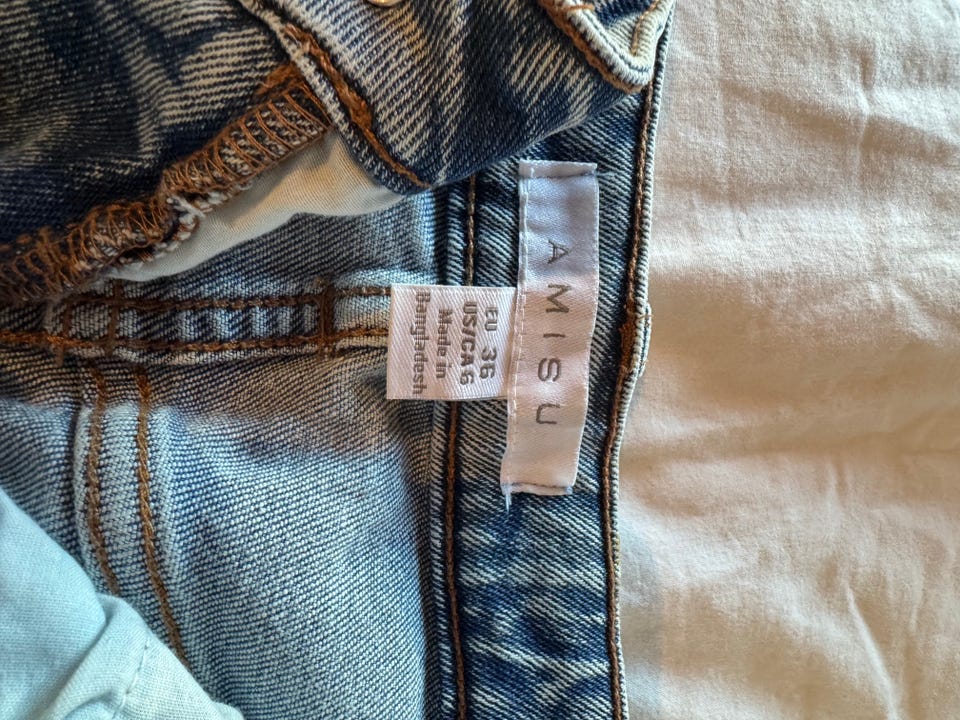 AMISU
EU 36
US/CA 6
Made in
Bangladesh